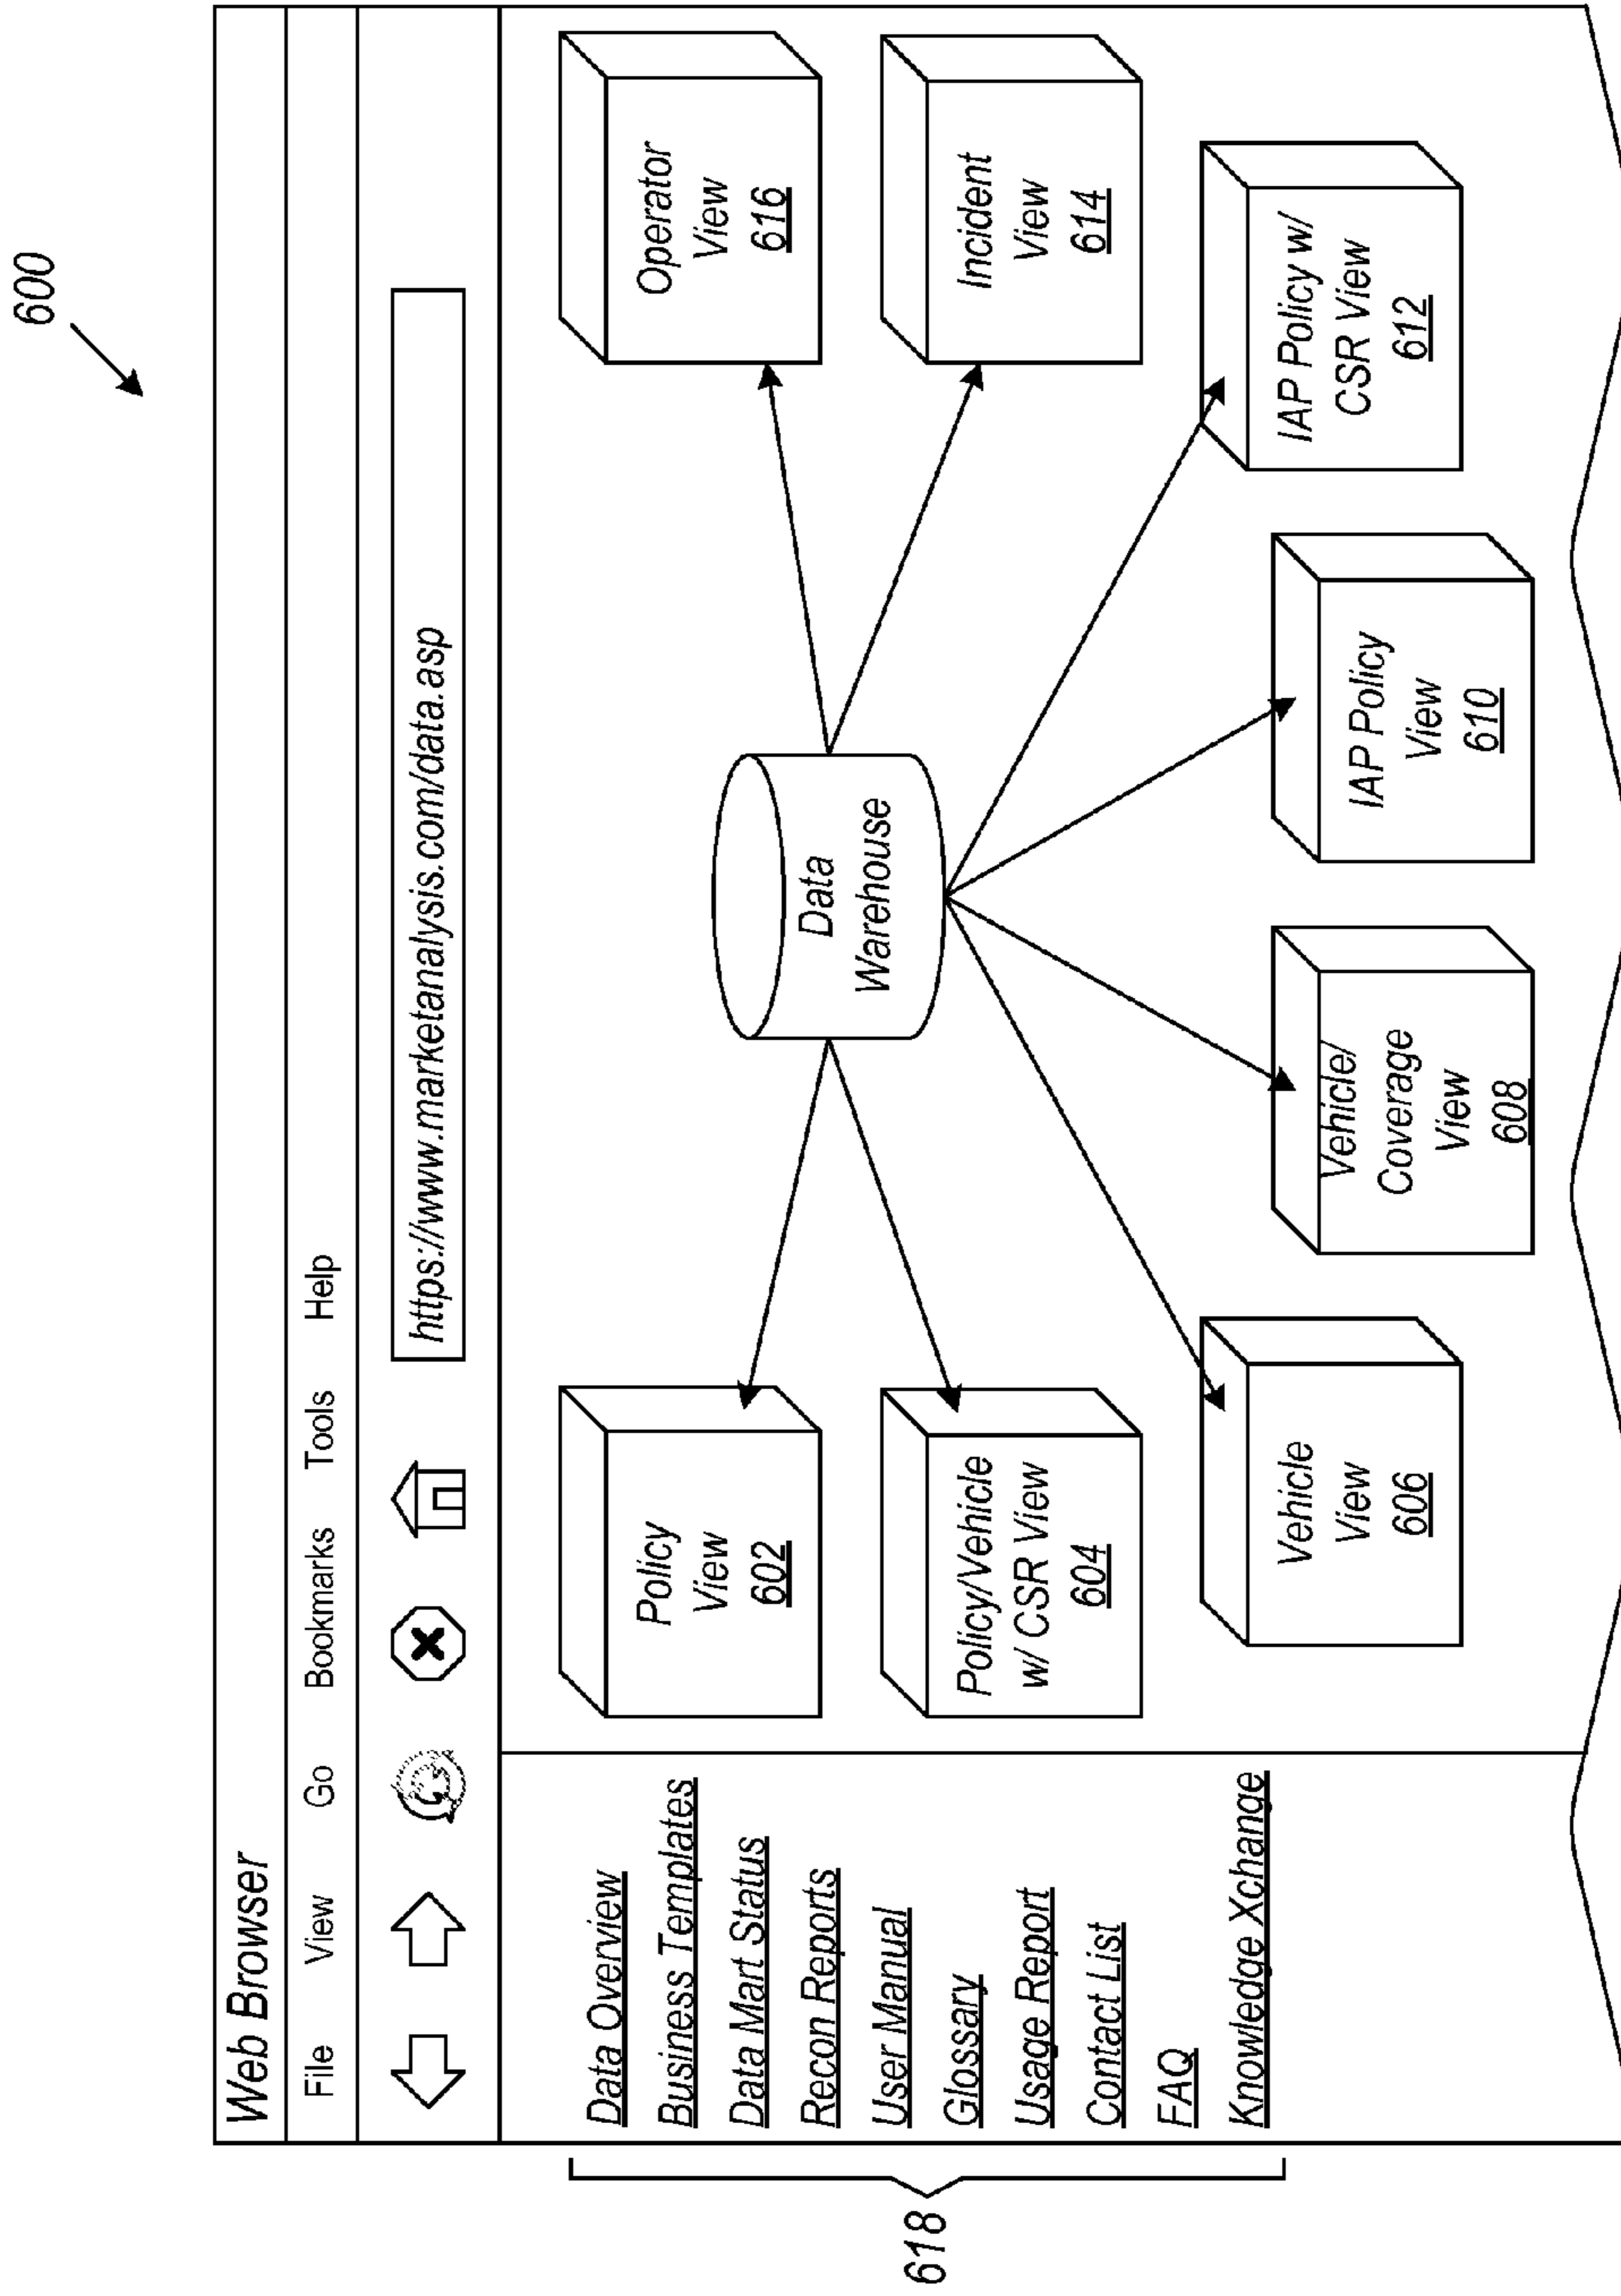 600
Web Browser
File View Go Bookmarks Tools Help
https://www.marketanalysis.com/data.asp
618
Data Overview
Business Templates
Data Mart Status
Recon Reports
User Manual
Glossary
Usage Report
Contact List
FAQ
Knowledge Xchange
Policy
View
602
Policy/Vehicle
w/ CSR View
604
Vehicle
View
606
Vehicle/
Coverage
View
608
Data
Warehouse
IAP Policy
View
610
IAP Policy w/
CSR View
612
Incident
View
614
Operator
View
616